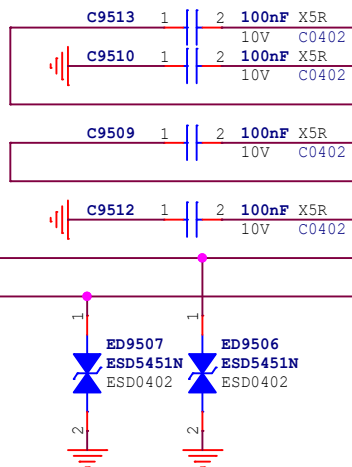 C9513 1 2 100nF X5R
10V C0402
C9510 1 2 100nF X5R
10V C0402
C9509 1 2 100nF X5R
10V C0402
C9512 1 2 100nF X5R
10V C0402
1 ED9507 1 ED9506
ESD5451N ESD5451N
ESD0402 ESD0402
2 2